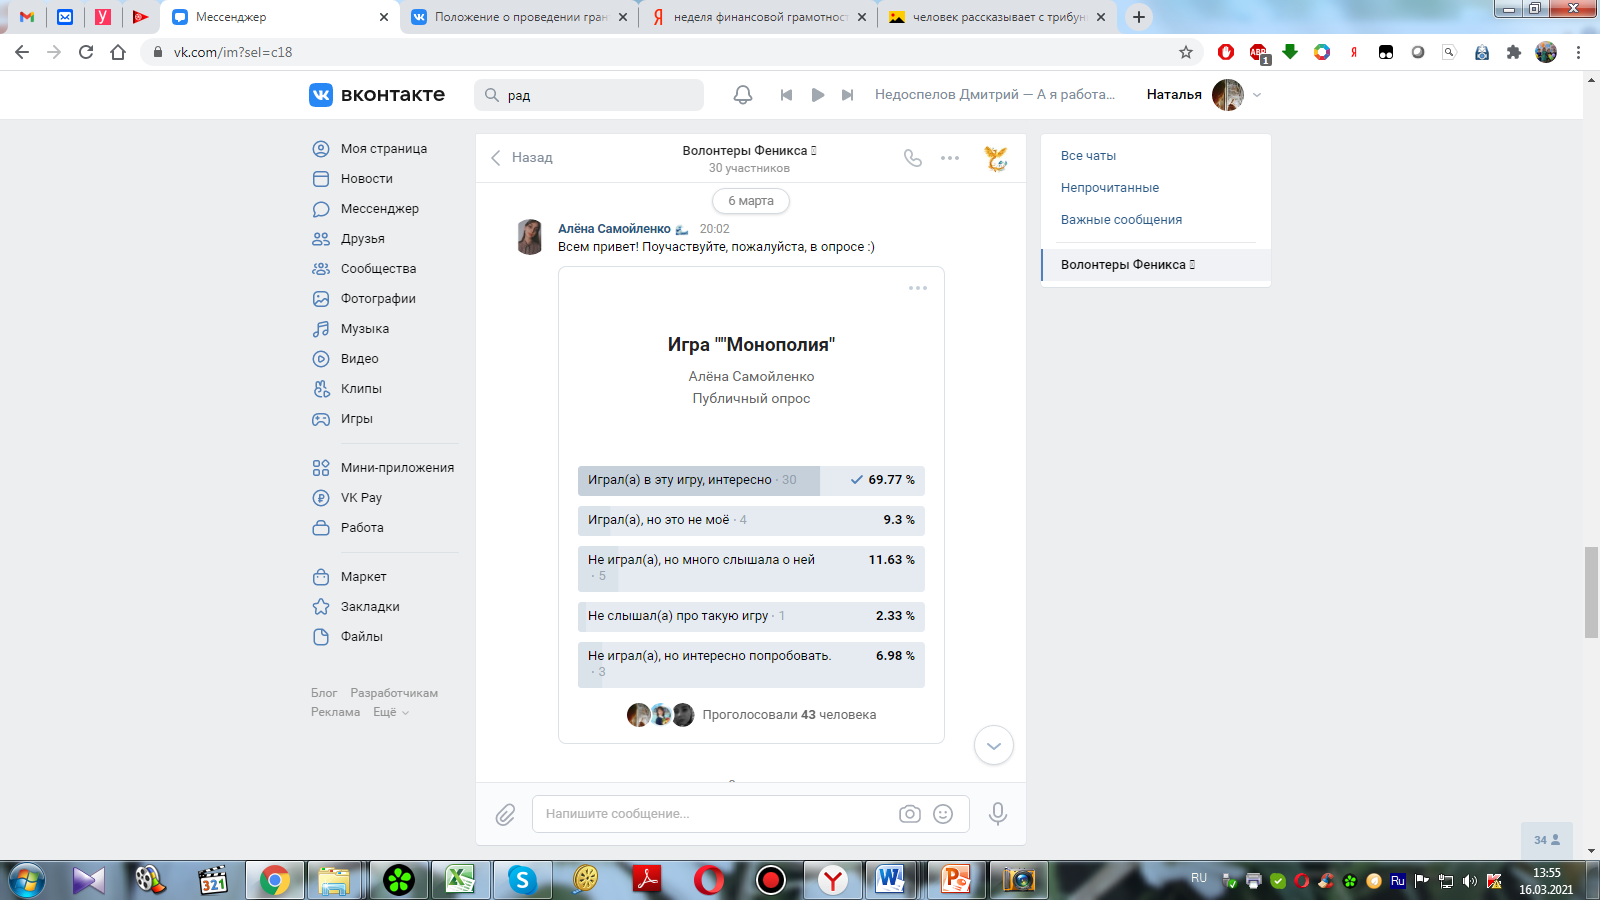 Мессенджер
Положение о проведении гран
неделя финансовой грамотност
человек рассказывает с трибун
vk.com/im?sel=c18
вконтакте
рад
Недоспелов Дмитрий — А я работа...
Наталья
Моя страница
Новости
Мессенджер
Друзья
Сообщества
Фотографии
Музыка
Видео
Клипы
Игры
Мини-приложения
VK Pay
Работа
Маркет
Закладки
Файлы
Блог Разработчикам
Реклама Ещё
Назад
Волонтеры Феникса
30 участников
6 марта
Алёна Самойленко 20:02
Всем привет! Поучаствуйте, пожалуйста, в опросе :)
Игра ""Монополия"
Алёна Самойленко
Публичный опрос
Играл(а) в эту игру, интересно · 30 69.77 %
Играл(а), но это не моё · 4 9.3 %
Не играл(а), но много слышала о ней 11.63 %
· 5
Не слышал(а) про такую игру · 1 2.33 %
Не играл(а), но интересно попробовать. 6.98 %
· 3
Проголосовали 43 человека
Напишите сообщение...
Все чаты
Непрочитанные
Важные сообщения
Волонтеры Феникса
34
RU
Ru
13:55
16.03.2021